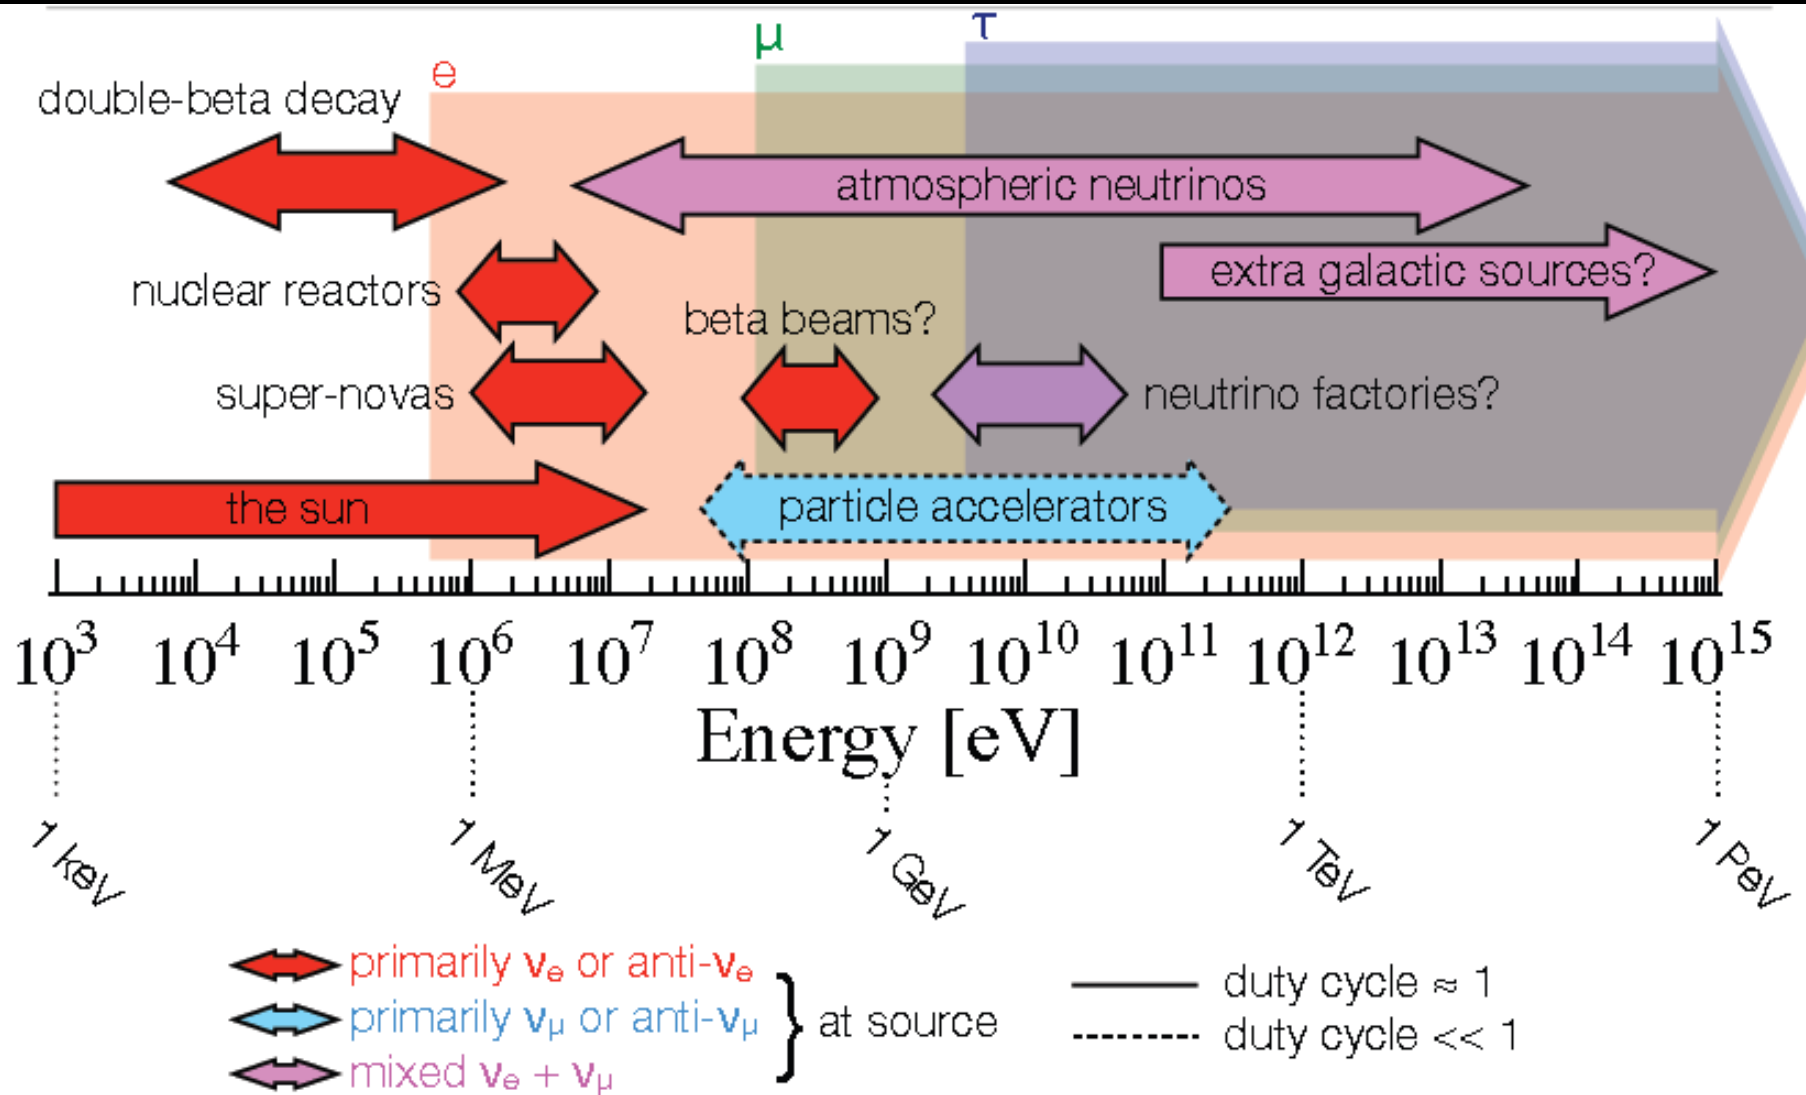 μ
τ
e
double-beta decay
atmospheric neutrinos
extra galactic sources?
nuclear reactors
beta beams?
super-novas
neutrino factories?
the sun
particle accelerators
10³ 10⁴ 10⁵ 10⁶ 10⁷ 10⁸ 10⁹ 10¹⁰ 10¹¹ 10¹² 10¹³ 10¹⁴ 10¹⁵
Energy [eV]
1 keV
1 MeV
1 GeV
1 TeV
1 PeV
primarily νₑ or anti-νₑ
primarily νμ or anti-νμ
mixed νₑ + νμ
} at source
duty cycle ≈ 1
duty cycle << 1